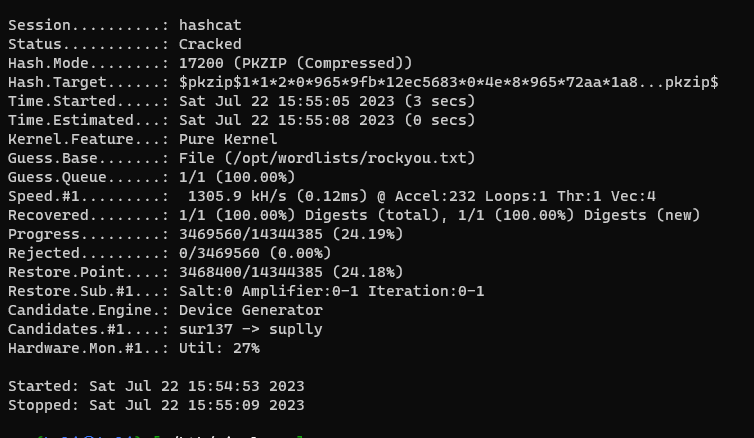 Session..........: hashcat
Status...........: Cracked
Hash.Mode........: 17200 (PKZIP (Compressed))
Hash.Target......: $pkzip$1*1*2*0*965*9fb*12ec5683*0*4e*8*965*72aa*1a8...pkzip$
Time.Started.....: Sat Jul 22 15:55:05 2023 (3 secs)
Time.Estimated...: Sat Jul 22 15:55:08 2023 (0 secs)
Kernel.Feature...: Pure Kernel
Guess.Base.......: File (/opt/wordlists/rockyou.txt)
Guess.Queue......: 1/1 (100.00%)
Speed.#1.........:  1305.9 kH/s (0.12ms) @ Accel:232 Loops:1 Thr:1 Vec:4
Recovered........: 1/1 (100.00%) Digests (total), 1/1 (100.00%) Digests (new)
Progress.........: 3469560/14344385 (24.19%)
Rejected.........: 0/3469560 (0.00%)
Restore.Point....: 3468400/14344385 (24.18%)
Restore.Sub.#1...: Salt:0 Amplifier:0-1 Iteration:0-1
Candidate.Engine.: Device Generator
Candidates.#1....: sur137 -> suplly
Hardware.Mon.#1..: Util: 27%
Started: Sat Jul 22 15:54:53 2023
Stopped: Sat Jul 22 15:55:09 2023